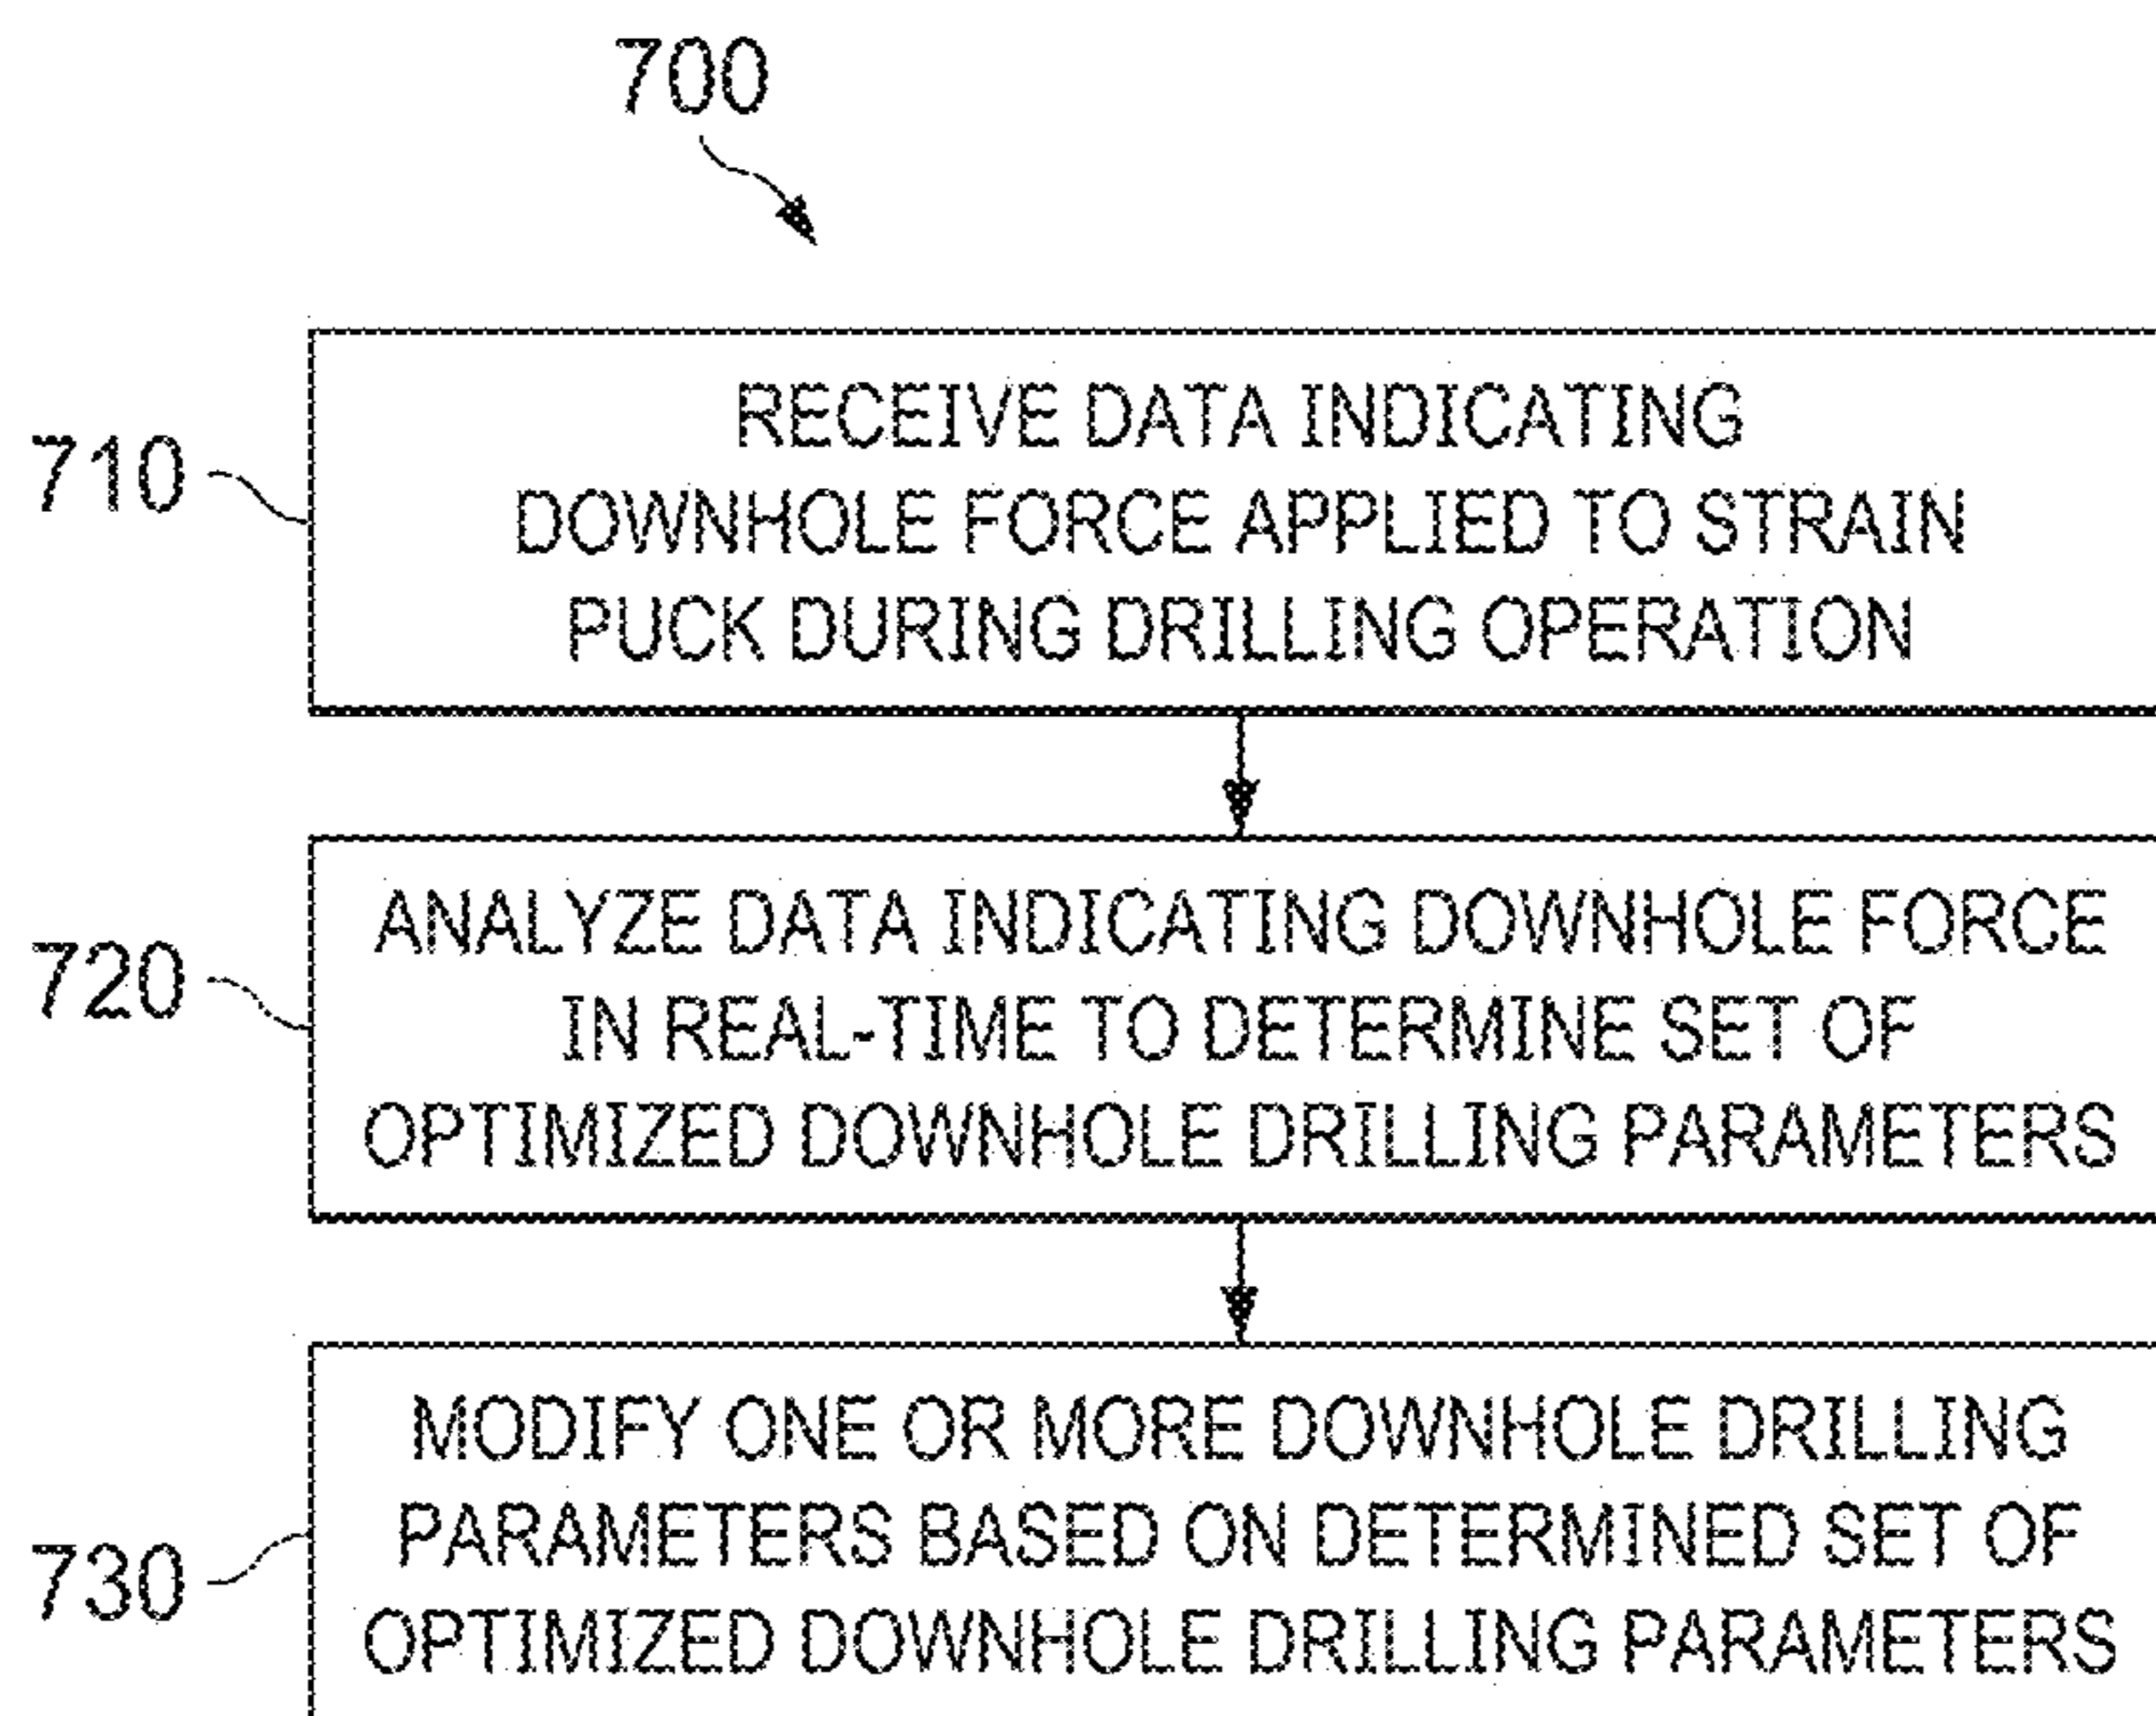 700
710
RECEIVE DATA INDICATING
DOWNHOLE FORCE APPLIED TO STRAIN
PUCK DURING DRILLING OPERATION
720
ANALYZE DATA INDICATING DOWNHOLE FORCE
IN REAL-TIME TO DETERMINE SET OF
OPTIMIZED DOWNHOLE DRILLING PARAMETERS
730
MODIFY ONE OR MORE DOWNHOLE DRILLING
PARAMETERS BASED ON DETERMINED SET OF
OPTIMIZED DOWNHOLE DRILLING PARAMETERS